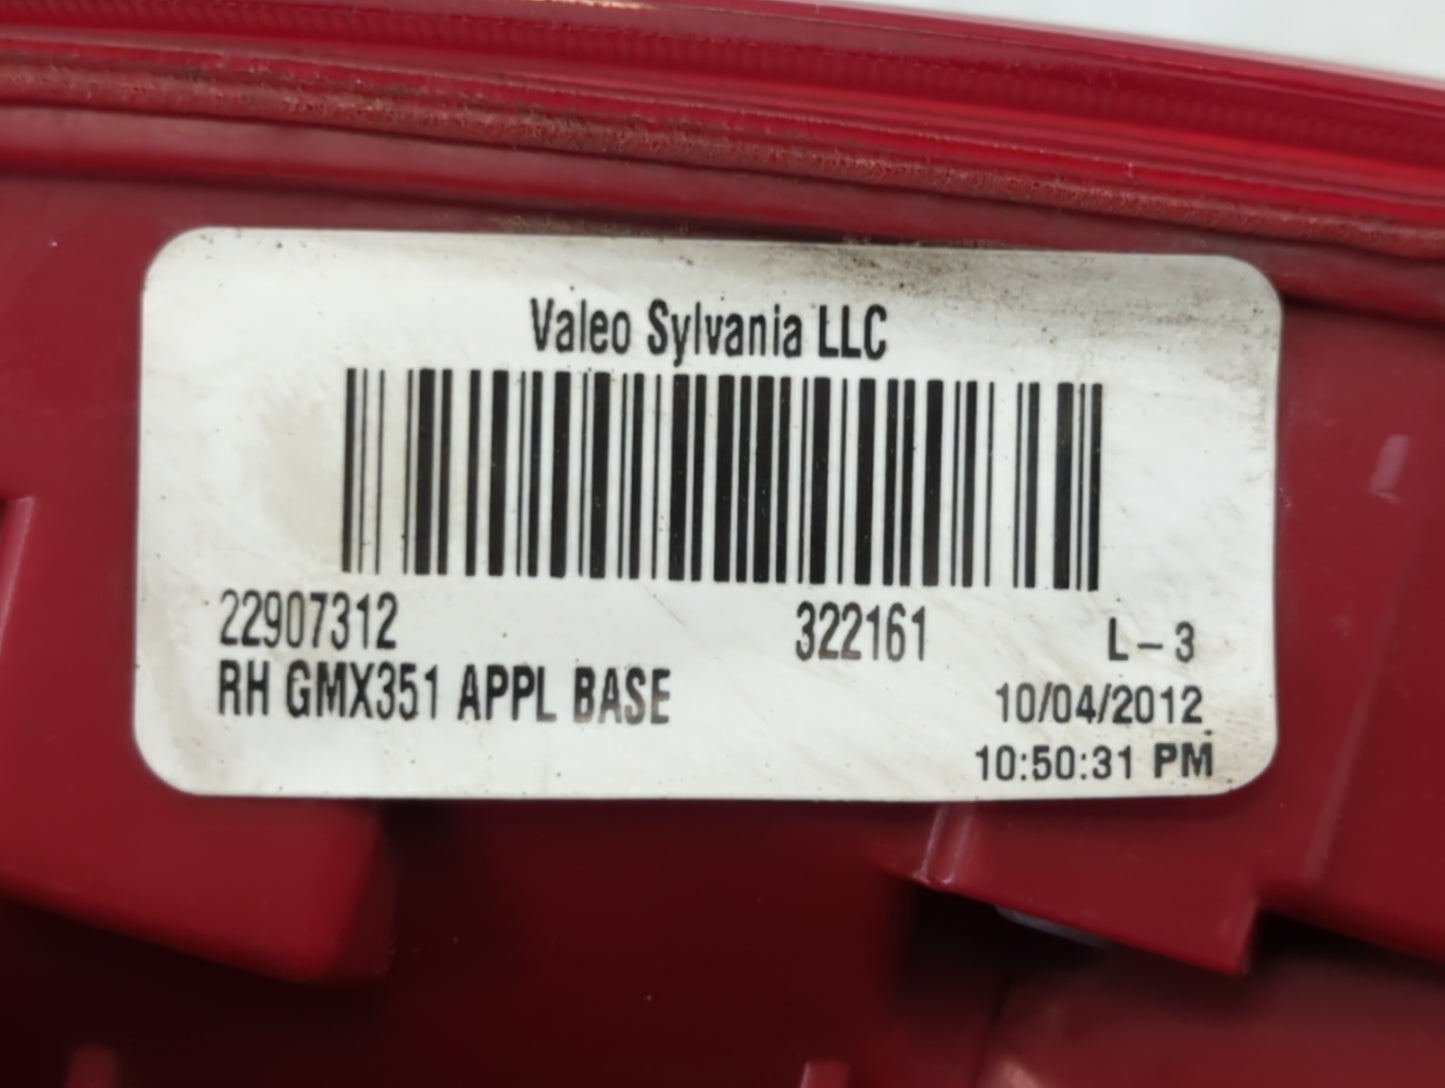 Valeo Sylvania LLC
22907312 322161 L-3
RH GMX351 APPL BASE 10/04/2012
10:50:31 PM